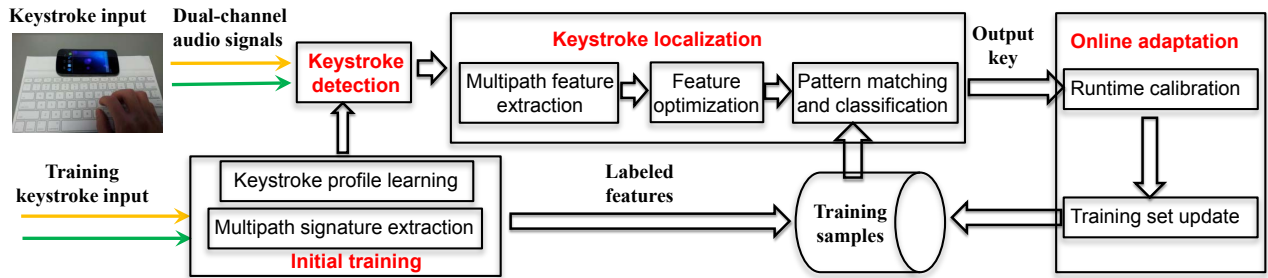 Keystroke input
Dual-channel
audio signals
Keystroke
detection
Keystroke localization
Multipath feature
extraction
Feature
optimization
Pattern matching
and classification
Output
key
Online adaptation
Runtime calibration
Training set update
Training
keystroke input
Keystroke profile learning
Multipath signature extraction
Initial training
Labeled
features
Training
samples